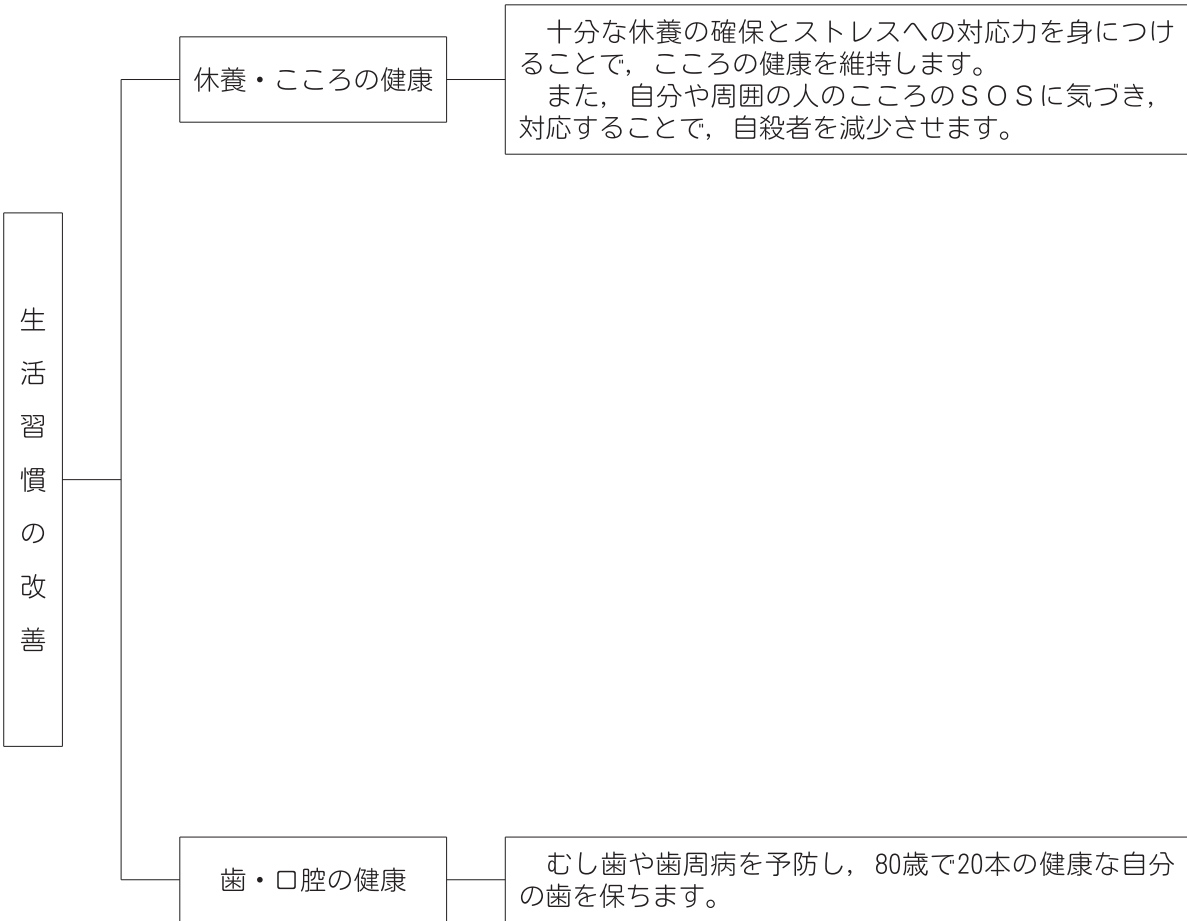 生活習慣の改善
休養・こころの健康
　十分な休養の確保とストレスへの対応力を身につけ
ることで，こころの健康を維持します。
　また，自分や周囲の人のこころのＳＯＳに気づき，
対応することで，自殺者を減少させます。
歯・口腔の健康
　むし歯や歯周病を予防し，80歳で20本の健康な自分
の歯を保ちます。